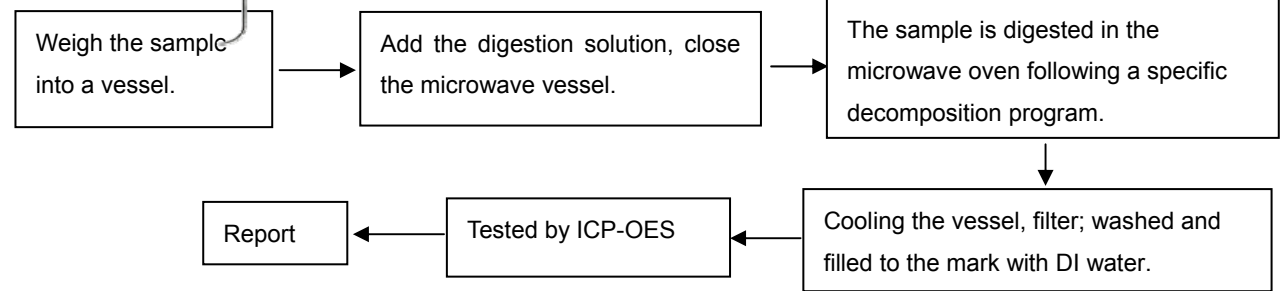 Weigh the sample
into a vessel.
Add the digestion solution, close
the microwave vessel.
The sample is digested in the
microwave oven following a specific
decomposition program.
Cooling the vessel, filter; washed and
filled to the mark with DI water.
Tested by ICP-OES
Report